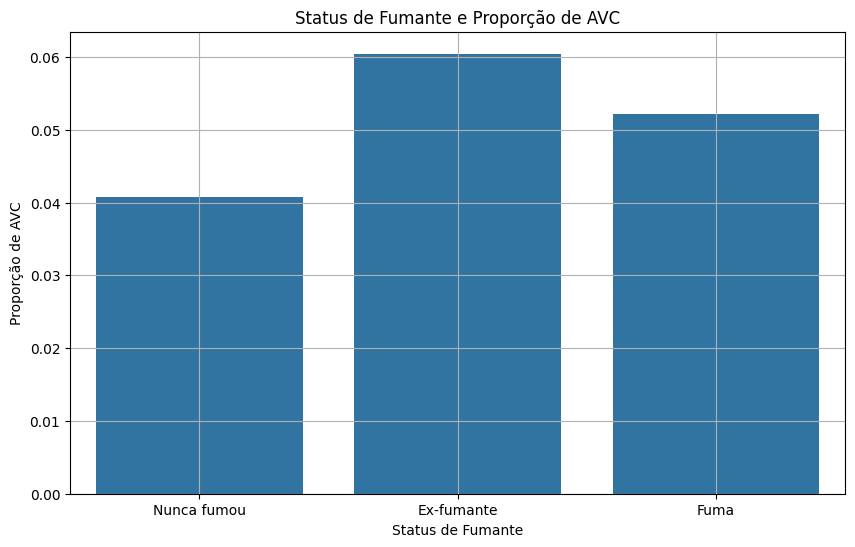 Status de Fumante e Proporção de AVC
Proporção de AVC
0.06
0.05
0.04
0.03
0.02
0.01
0.00
Nunca fumou
Ex-fumante
Fuma
Status de Fumante